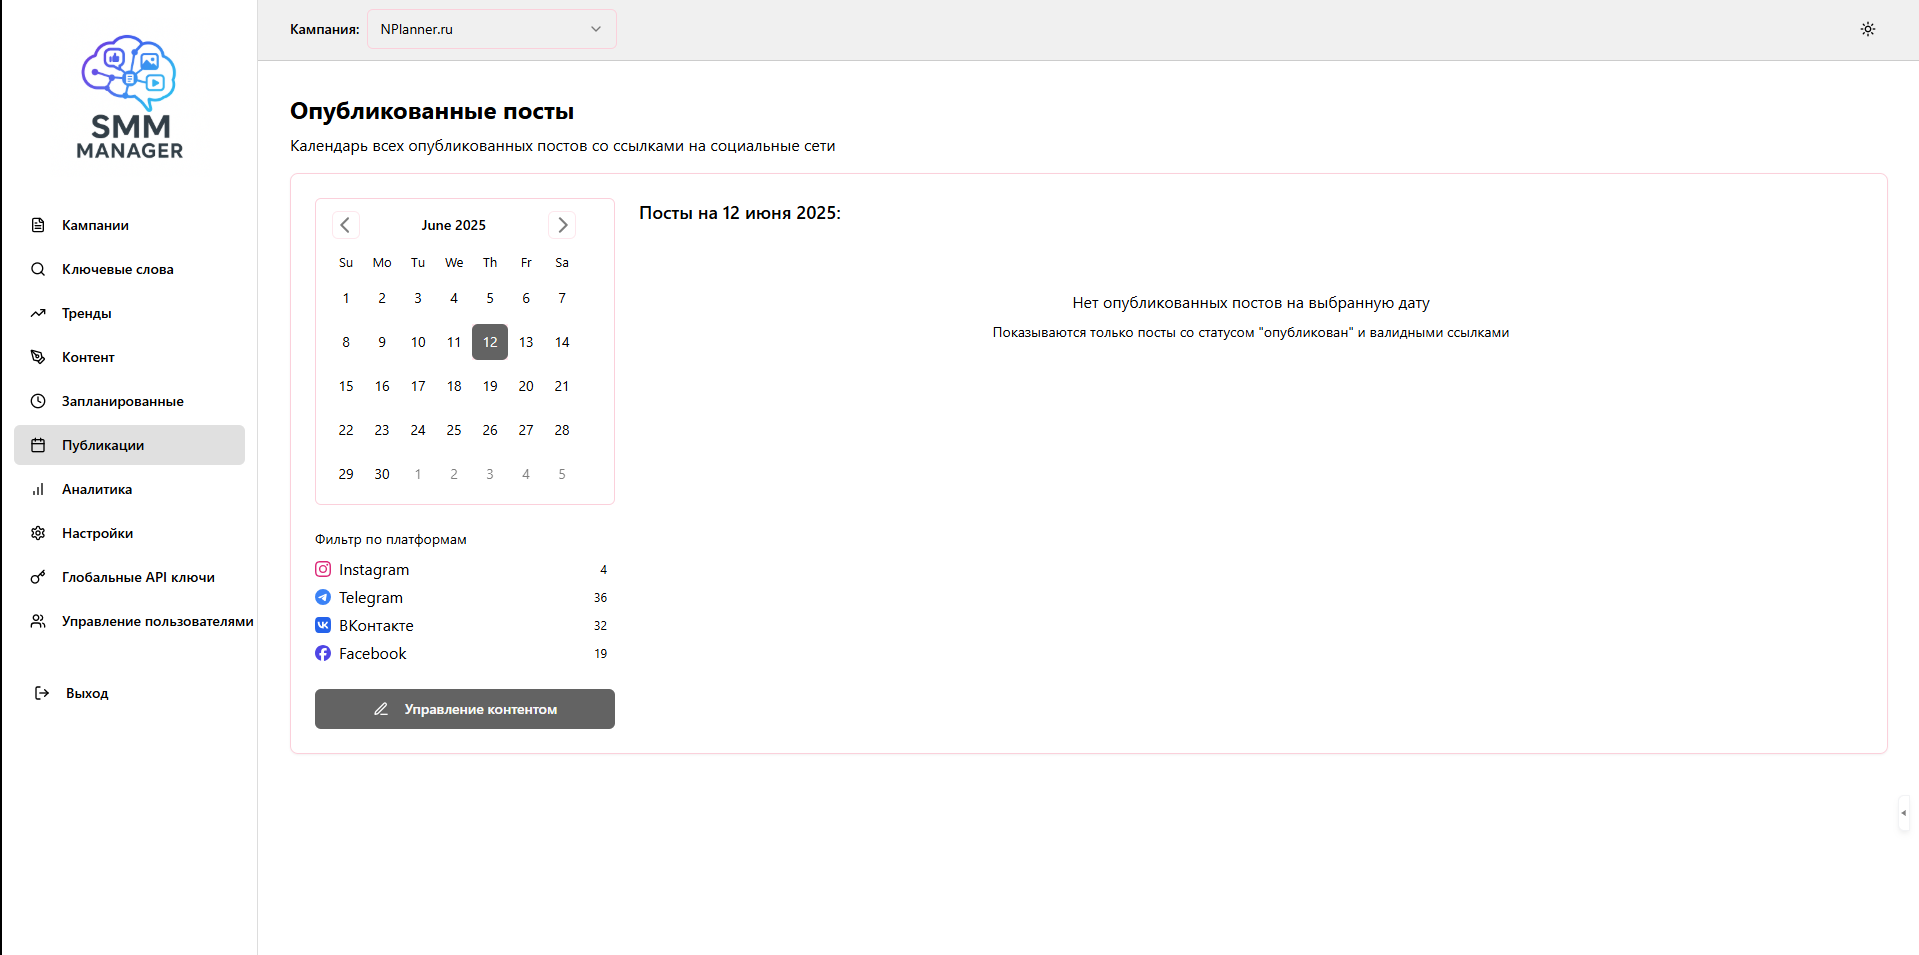 SMM
MANAGER
Кампании
Ключевые слова
Тренды
Контент
Запланированные
Публикации
Аналитика
Настройки
Глобальные API ключи
Управление пользователями
Выход
Кампания: NPlanner.ru
Опубликованные посты
Календарь всех опубликованных постов со ссылками на социальные сети
June 2025
Su Mo Tu We Th Fr Sa
1 2 3 4 5 6 7
8 9 10 11 12 13 14
15 16 17 18 19 20 21
22 23 24 25 26 27 28
29 30 1 2 3 4 5
Фильтр по платформам
Instagram 4
Telegram 36
ВКонтакте 32
Facebook 19
Управление контентом
Посты на 12 июня 2025:
Нет опубликованных постов на выбранную дату
Показываются только посты со статусом "опубликован" и валидными ссылками